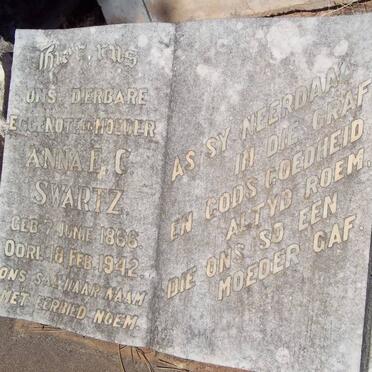 Hier rus
ONS DIERBARE
EGGENOTE EN MOEDER
ANNA E. C.
SWARTZ.
GEB. 7 JUNIE 1866.
OORL. 18 FEB. 1942.
ONS SAL HAAR NAAM
MET EERBIED NOEM.
AS SY NEERDAAL
IN DIE GRAF
EN GODS GOEDHEID
ALTYD ROEM.
DIE ONS SO EEN
MOEDER GAF.